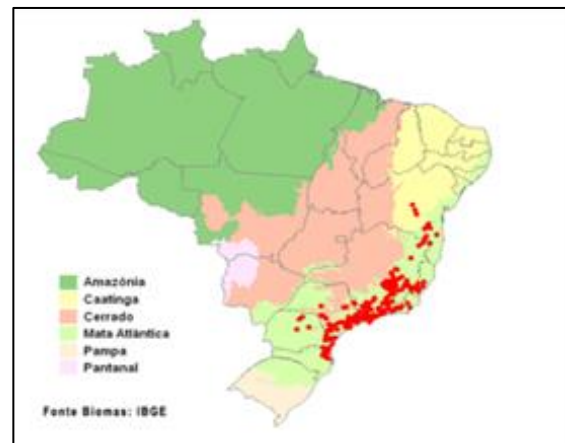 Amazônia
Caatinga
Cerrado
Mata Atlântica
Pampa
Pantanal
Fonte Biomas: IBGE